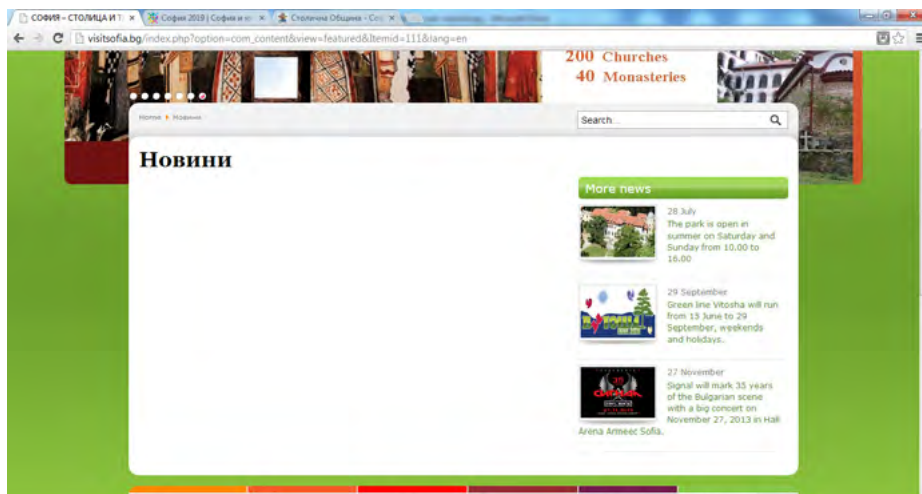 СОФИЯ – СТОЛИЦА И Т
София 2019 | София и
Столична Община - Се
visitsofia.bg/index.php?option=com_content&view=featured&Itemid=111&lang=en
200 Churches
40 Monasteries
Home Новини
Search...
Новини
More news
28 July
The park is open in
summer on Saturday and
Sunday from 10.00 to
16.00
29 September
Green line Vitosha will run
from 15 June to 29
September, weekends
and holidays..
27 November
Signal will mark 35 years
of the Bulgarian scene
with a big concert on
November 27, 2013 in Hall
Arena Armeec Sofia.